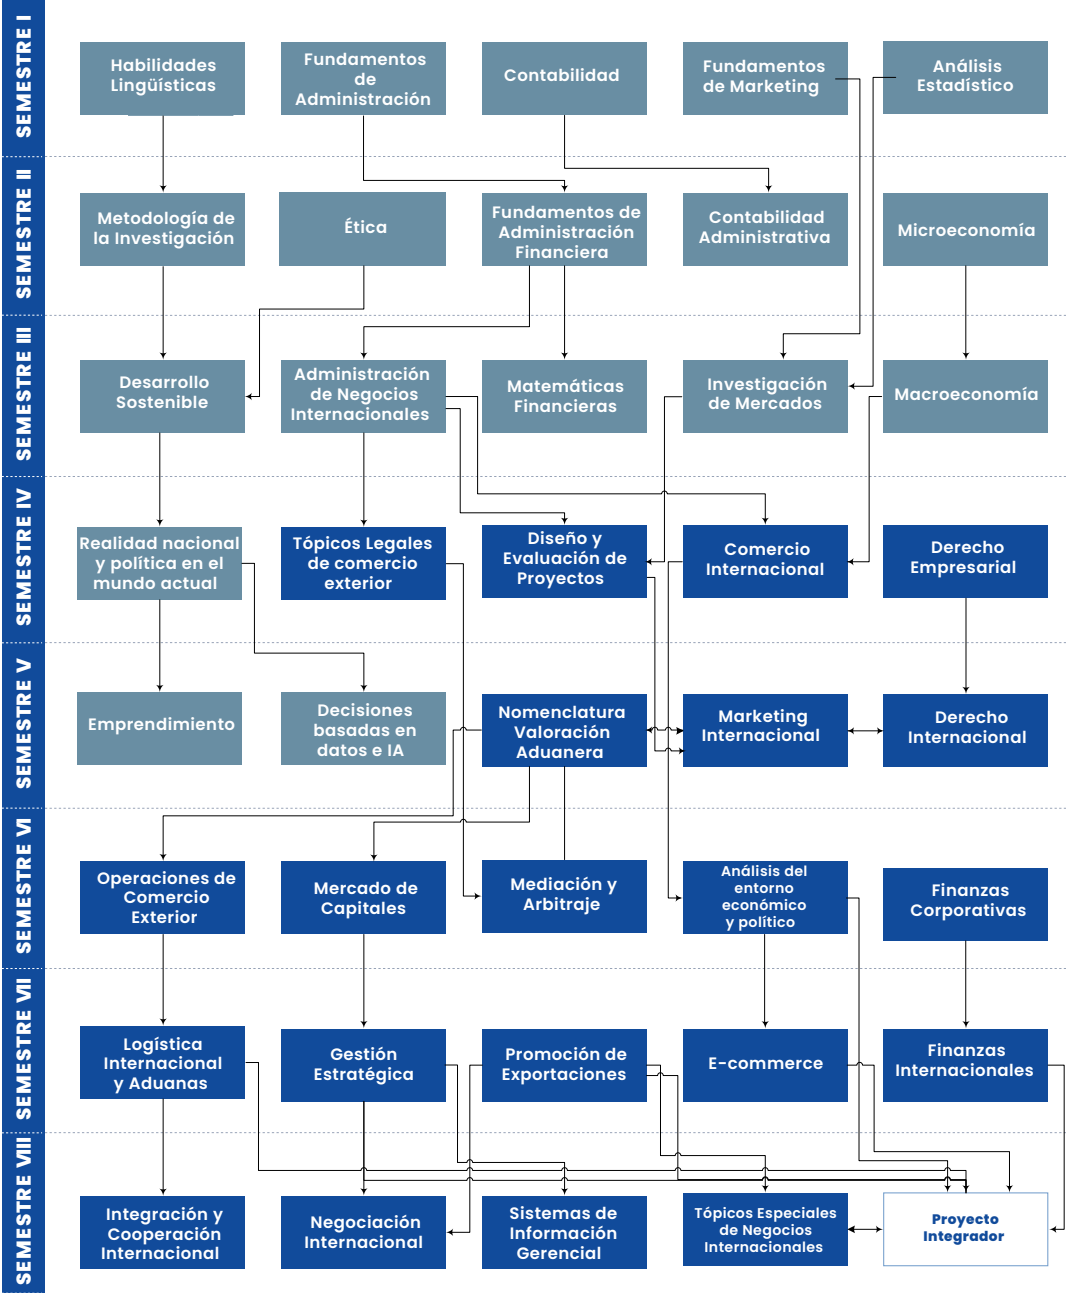 SEMESTRE I
Habilidades
Lingüísticas
Fundamentos
de
Administración
Contabilidad
Fundamentos
de Marketing
Análisis
Estadístico
SEMESTRE II
Metodología de
la Investigación
Ética
Fundamentos de
Administración
Financiera
Contabilidad
Administrativa
Microeconomía
SEMESTRE III
Desarrollo
Sostenible
Administración
de Negocios
Internacionales
Matemáticas
Financieras
Investigación
de Mercados
Macroeconomía
SEMESTRE IV
Realidad nacional
y política en el
mundo actual
Tópicos Legales
de comercio
exterior
Diseño y
Evaluación de
Proyectos
Comercio
Internacional
Derecho
Empresarial
SEMESTRE V
Emprendimiento
Decisiones
basadas en
datos e IA
Nomenclatura
Valoración
Aduanera
Marketing
Internacional
Derecho
Internacional
SEMESTRE VI
Operaciones de
Comercio
Exterior
Mercado de
Capitales
Mediación y
Arbitraje
Análisis del
entorno
económico
y político
Finanzas
Corporativas
SEMESTRE VII
Logística
Internacional
y Aduanas
Gestión
Estratégica
Promoción de
Exportaciones
E-commerce
Finanzas
Internacionales
SEMESTRE VIII
Integración y
Cooperación
Internacional
Negociación
Internacional
Sistemas de
Información
Gerencial
Tópicos Especiales
de Negocios
Internacionales
Proyecto
Integrador